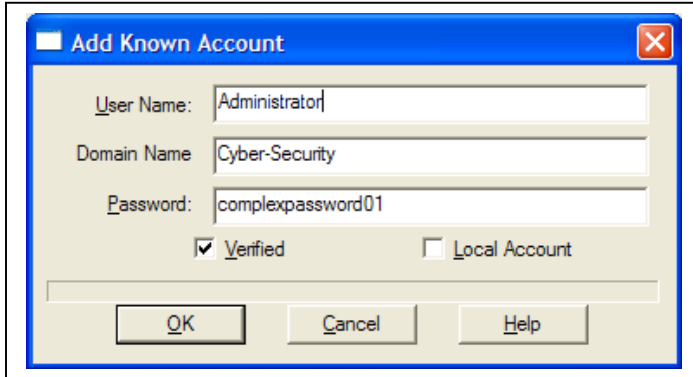 Add Known Account
User Name: Administrator
Domain Name Cyber-Security
Password: complexpassword01
Verified Local Account
OK Cancel Help